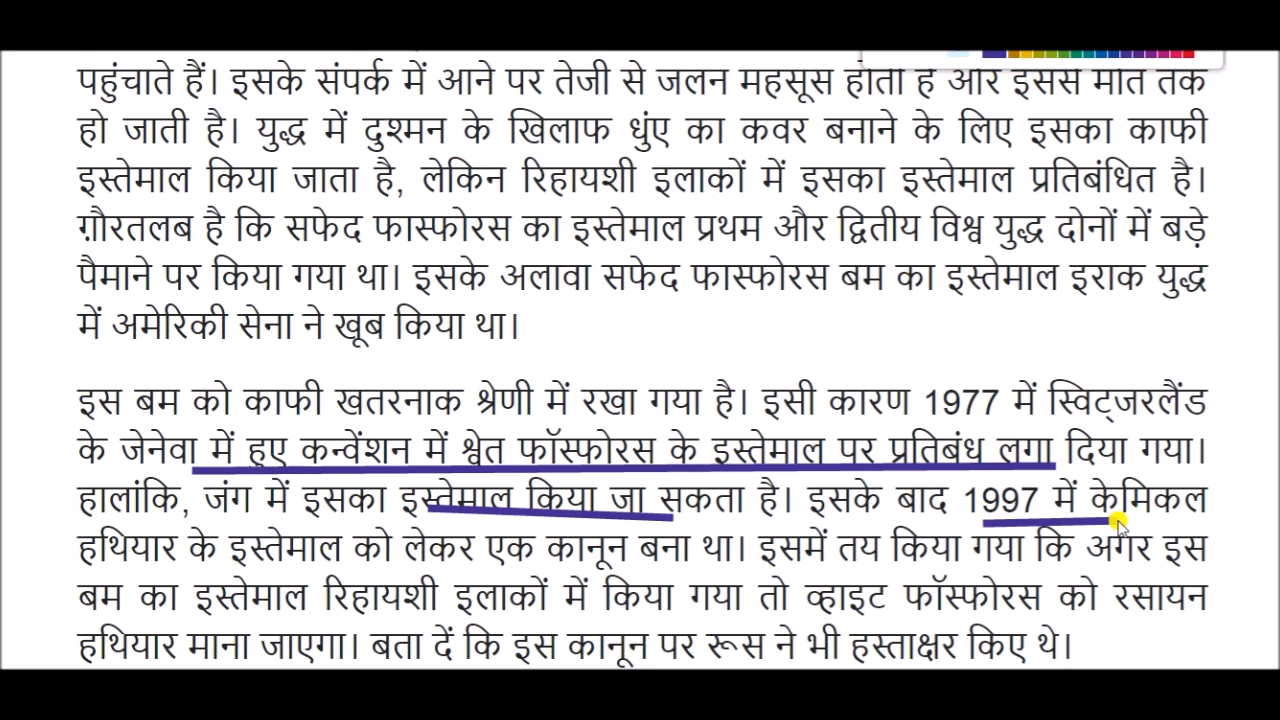 पहुंचाते हैं। इसके संपर्क में आने पर तेजी से जलन महसूस होती है और इससे मौत तक
हो जाती है। युद्ध में दुश्मन के खिलाफ धुंए का कवर बनाने के लिए इसका काफी
इस्तेमाल किया जाता है, लेकिन रिहायशी इलाकों में इसका इस्तेमाल प्रतिबंधित है।
ग़ौरतलब है कि सफेद फास्फोरस का इस्तेमाल प्रथम और द्वितीय विश्व युद्ध दोनों में बड़े
पैमाने पर किया गया था। इसके अलावा सफेद फास्फोरस बम का इस्तेमाल इराक युद्ध
में अमेरिकी सेना ने खूब किया था।
इस बम को काफी खतरनाक श्रेणी में रखा गया है। इसी कारण 1977 में स्विट्जरलैंड
के जेनेवा में हुए कन्वेंशन में श्वेत फॉस्फोरस के इस्तेमाल पर प्रतिबंध लगा दिया गया।
हालांकि, जंग में इसका इस्तेमाल किया जा सकता है। इसके बाद 1997 में केमिकल
हथियार के इस्तेमाल को लेकर एक कानून बना था। इसमें तय किया गया कि अगर इस
बम का इस्तेमाल रिहायशी इलाकों में किया गया तो व्हाइट फॉस्फोरस को रसायन
हथियार माना जाएगा। बता दें कि इस कानून पर रूस ने भी हस्ताक्षर किए थे।